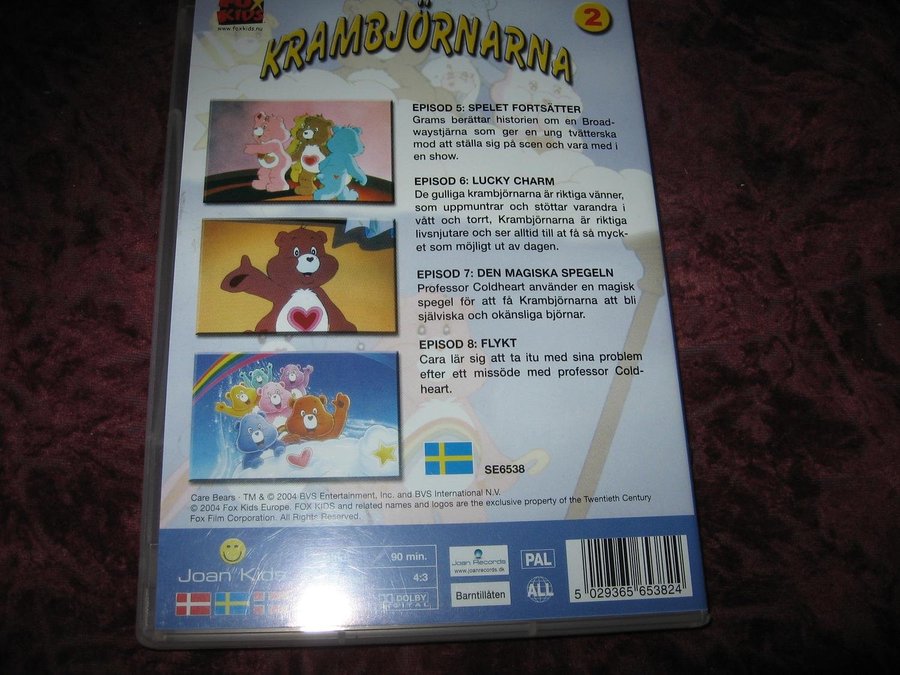 FOX
KIDS
www.foxkids.nu
KRAMBJÖRNARNA
2
EPISOD 5: SPELET FORTSÄTTER
Grams berättar historien om en Broad-
waystjärna som ger en ung tvätterska
mod att ställa sig på scen och vara med i
en show.
EPISOD 6: LUCKY CHARM
De gulliga krambjörnarna är riktiga vänner,
som uppmuntrar och stöttar varandra i
vått och torrt, Krambjörnarna är riktiga
livsnjutare och ser alltid till at få så myck-
et som möjligt ut av dagen.
EPISOD 7: DEN MAGISKA SPEGELN
Professor Coldheart använder en magisk
spegel för att få Krambjörnarna att bli
själviska och okänsliga björnar.
EPISOD 8: FLYKT
Cara lär sig att ta itu med sina problem
efter ett missöde med professor Cold-
heart.
SE6538
Care Bears · TM & © 2004 BVS Entertainment, Inc. and BVS International N.V.
© 2004 Fox Kids Europe. FOX KIDS and related names and logos are the exclusive property of the Twentieth Century
Fox Film Corporation. All Rights Reserved.
Joan Kids
90 min.
4:3
DOLBY
DIGITAL
Joan Records
www.joanrecords.dk
Barntillåten
PAL
ALL
5 029365 653824